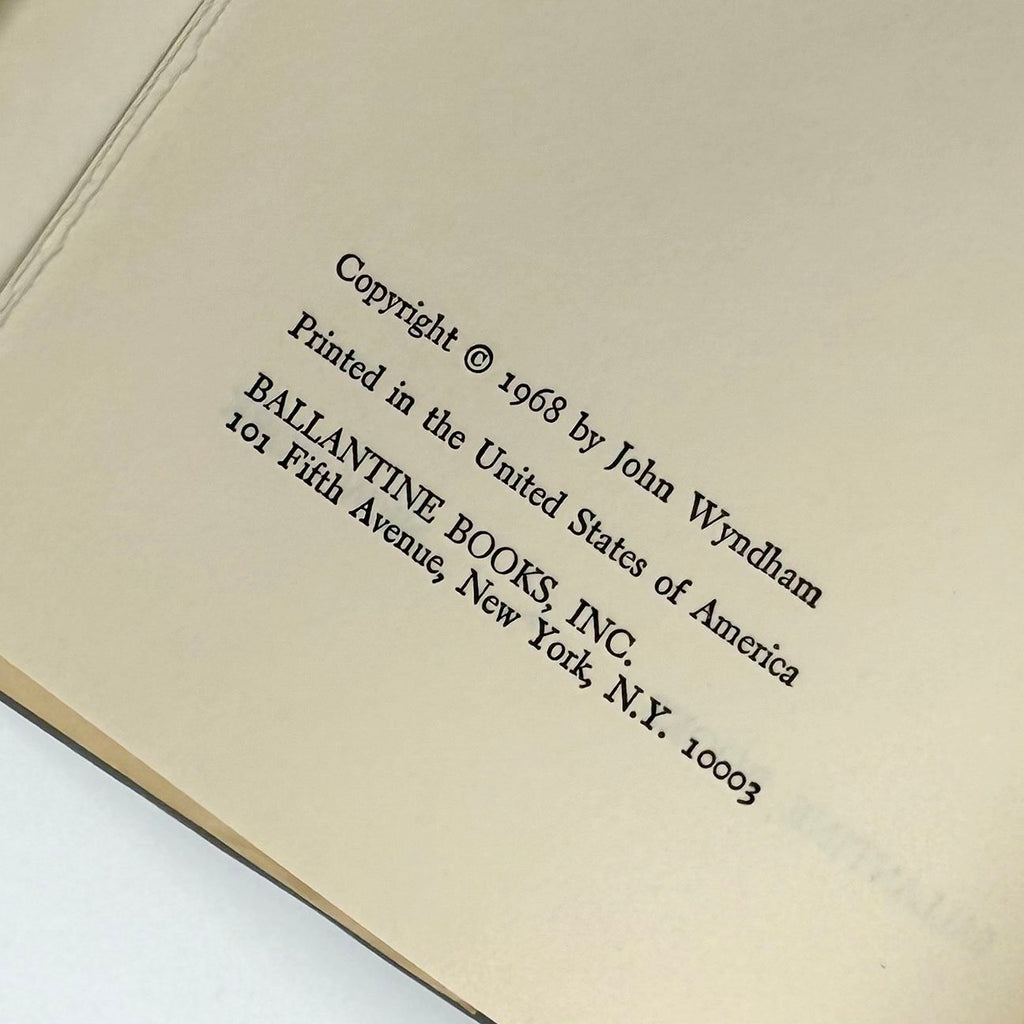 Copyright © 1968 by John Wyndham
Printed in the United States of America
BALLANTINE BOOKS, INC.
101 Fifth Avenue, New York, N.Y. 10003